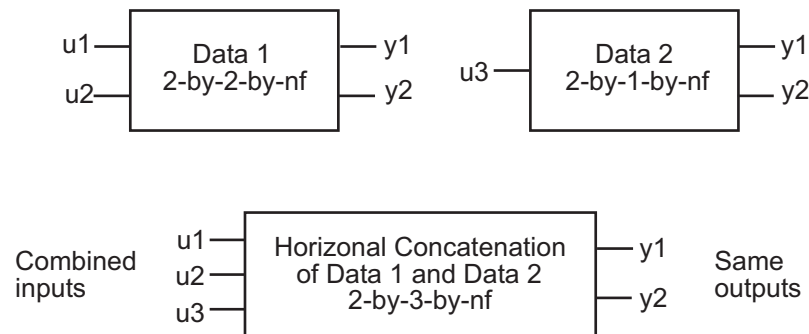 u1
u2
Data 1
2-by-2-by-nf
y1
y2
u3
Data 2
2-by-1-by-nf
y1
y2
Combined
inputs
u1
u2
u3
Horizonal Concatenation
of Data 1 and Data 2
2-by-3-by-nf
y1
y2
Same
outputs